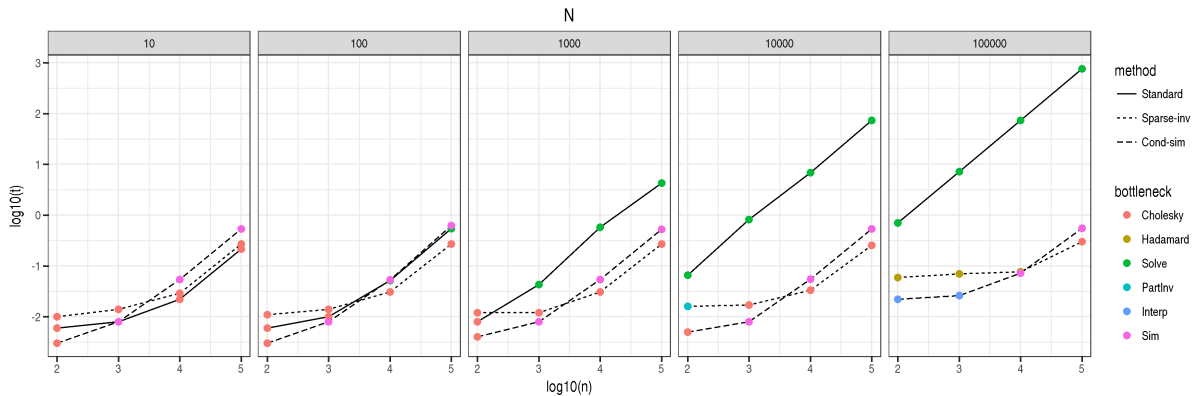 N
10 100 1000 10000 100000
3
2
1
0
-1
-2
log10(t)
2 3 4 5 2 3 4 5 2 3 4 5 2 3 4 5 2 3 4 5
log10(n)
method
Standard
Sparse-inv
Cond-sim
bottleneck
Cholesky
Hadamard
Solve
PartInv
Interp
Sim